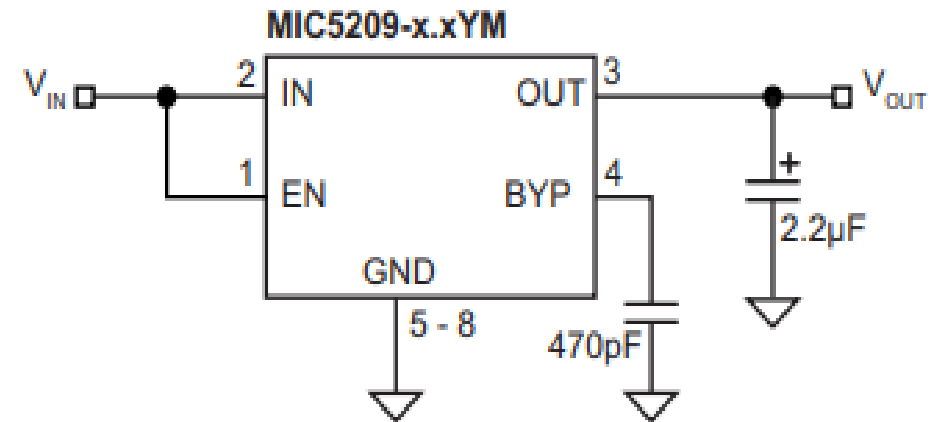 MIC5209-x.xYM
VIN
2
IN
OUT
3
VOUT
1
EN
BYP
4
+
2.2µF
GND
5 - 8
470pF